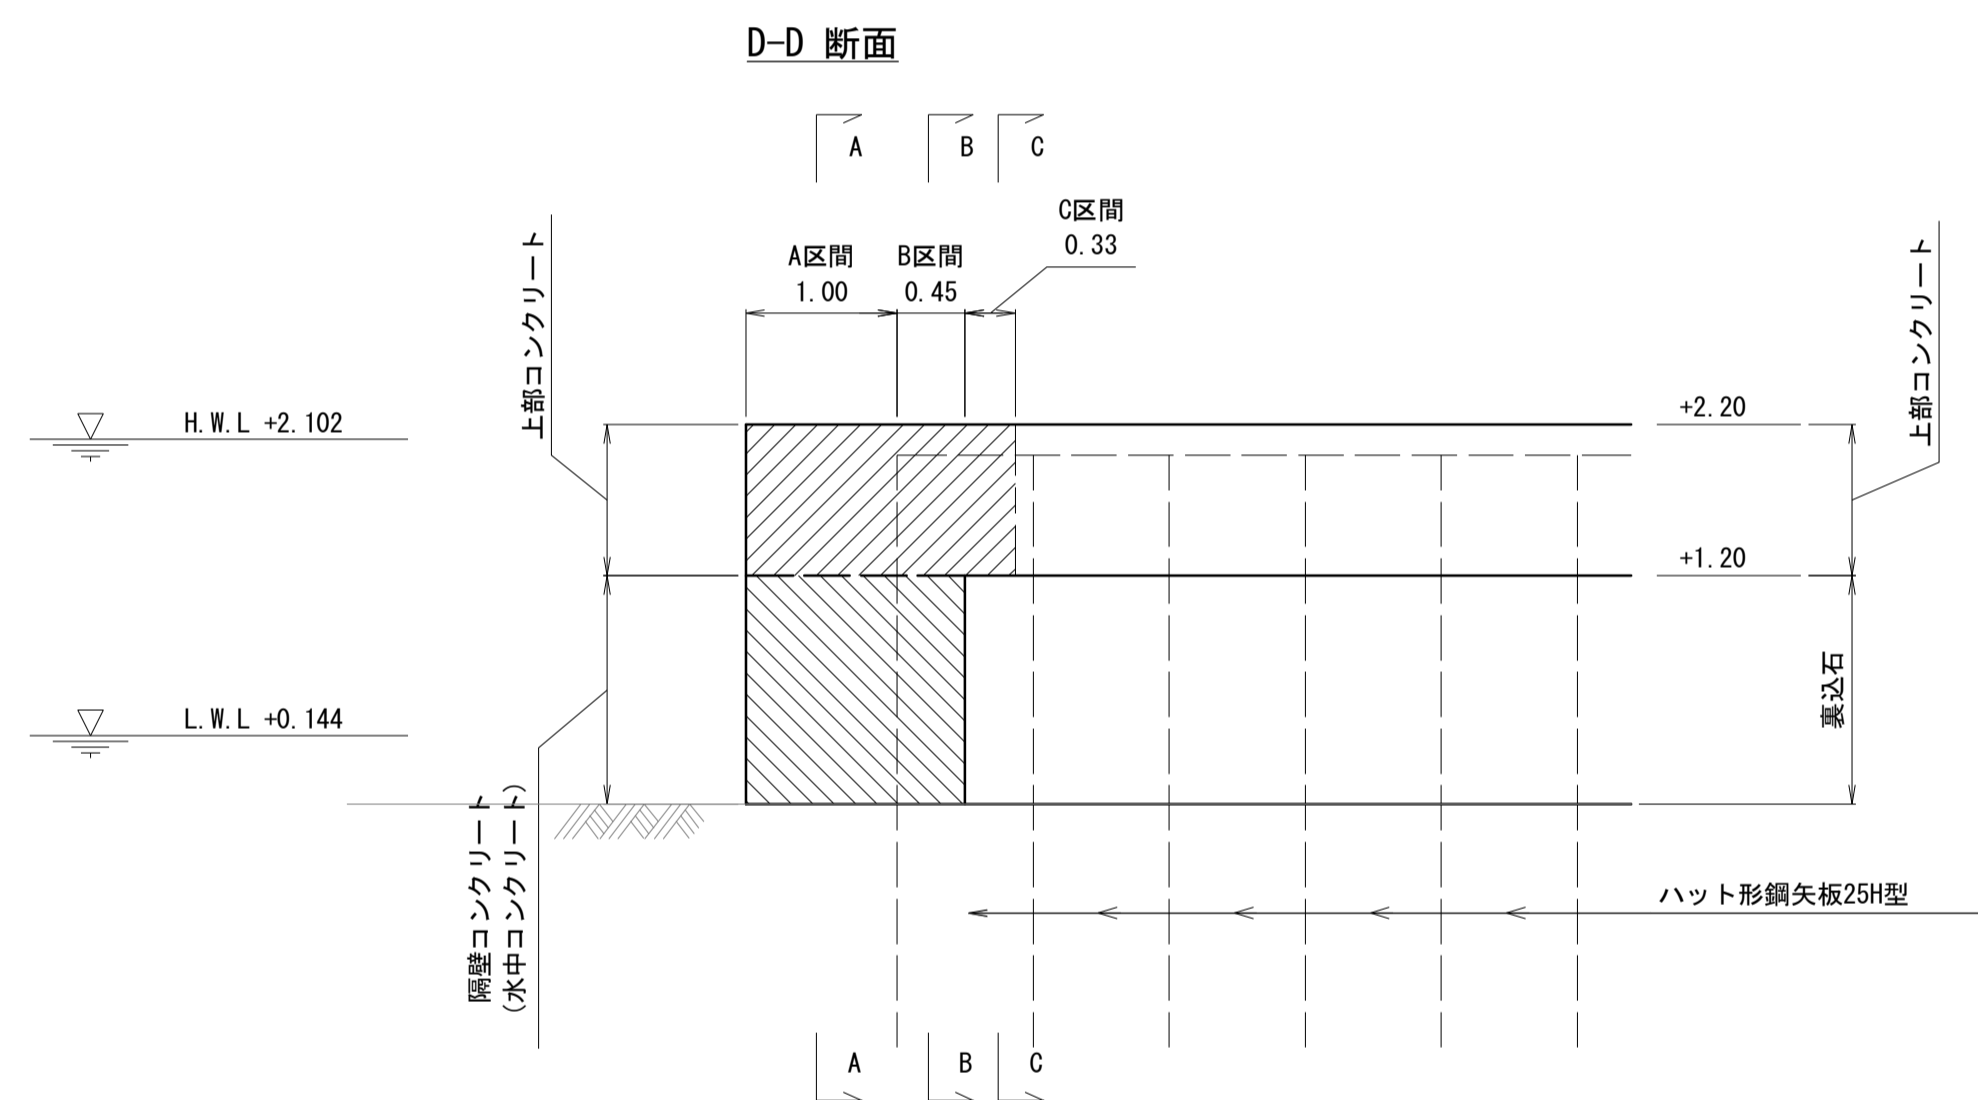 D-D 断面
A
B
C
C区間
0.33
A区間
1.00
B区間
0.45
上部コンクリート
上部コンクリート
H.W.L +2.102
+2.20
+1.20
L.W.L +0.144
裏込石
隔壁コンクリート
(水中コンクリート)
ハット形鋼矢板25H型
A
B
C